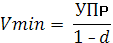 Vmin = УПр / (1 − d)